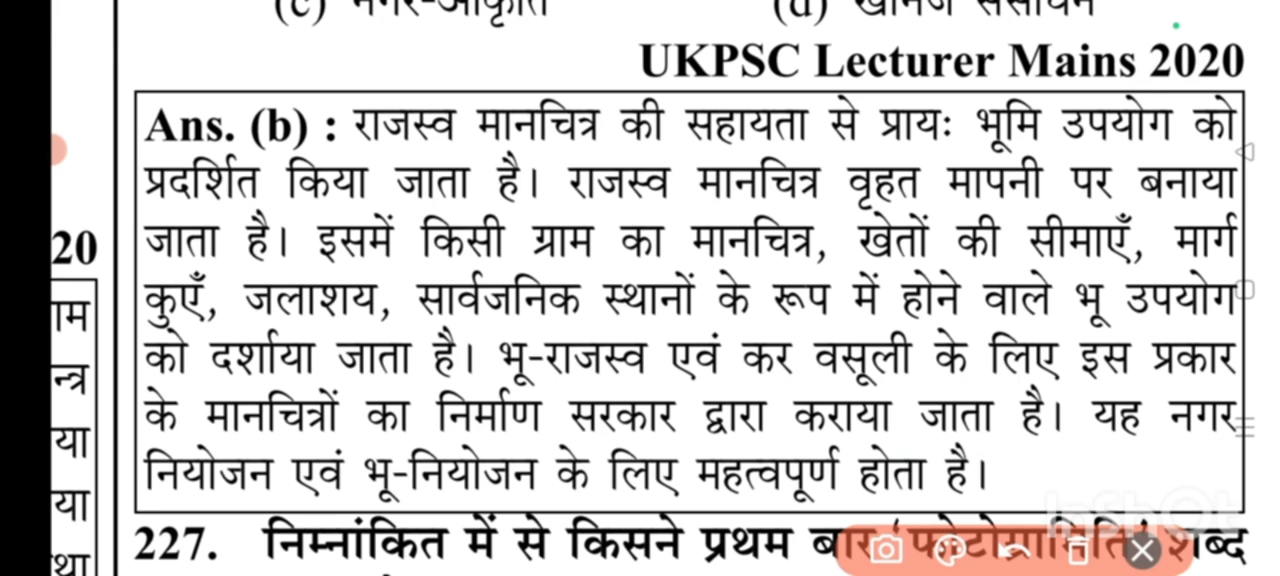 (c) नगर-आकृति (d) खनिज संसाधन
UKPSC Lecturer Mains 2020
Ans. (b) : राजस्व मानचित्र की सहायता से प्रायः भूमि उपयोग को
प्रदर्शित किया जाता है। राजस्व मानचित्र वृहत मापनी पर बनाया
जाता है। इसमें किसी ग्राम का मानचित्र, खेतों की सीमाएँ, मार्ग
कुएँ, जलाशय, सार्वजनिक स्थानों के रूप में होने वाले भू उपयोग
को दर्शाया जाता है। भू-राजस्व एवं कर वसूली के लिए इस प्रकार
के मानचित्रों का निर्माण सरकार द्वारा कराया जाता है। यह नगर
नियोजन एवं भू-नियोजन के लिए महत्वपूर्ण होता है।
227. निम्नांकित में से किसने प्रथम बार शब्द
20
ाम
न्त्र
या
या
था
InShOt